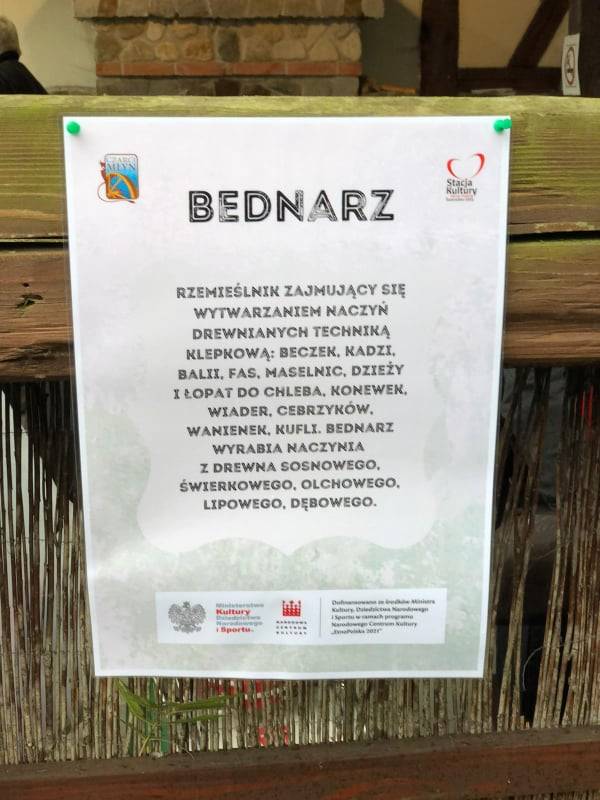 CZARCI
MŁYN
Stacja
Kultury
BEDNARZ
RZEMIEŚLNIK ZAJMUJĄCY SIĘ
WYTWARZANIEM NACZYŃ
DREWNIANYCH TECHNIKĄ
KLEPKOWĄ: BECZEK, KADZI,
BALII, FAS, MASELNIC, DZIEŻY
I ŁOPAT DO CHLEBA, KONEWEK,
WIADER, CEBRZYKÓW,
WANIENEK, KUFLI. BEDNARZ
WYRABIA NACZYNIA
Z DREWNA SOSNOWEGO,
ŚWIERKOWEGO, OLCHOWEGO,
LIPOWEGO, DĘBOWEGO.
Ministerstwo
Kultury
Dziedzictwa
Narodowego
i Sportu.
NARODOWE
CENTRUM
KULTURY
Dofinansowano ze środków Ministra
Kultury, Dziedzictwa Narodowego
i Sportu w ramach programu
Narodowego Centrum Kultury
„EtnoPolska 2021"